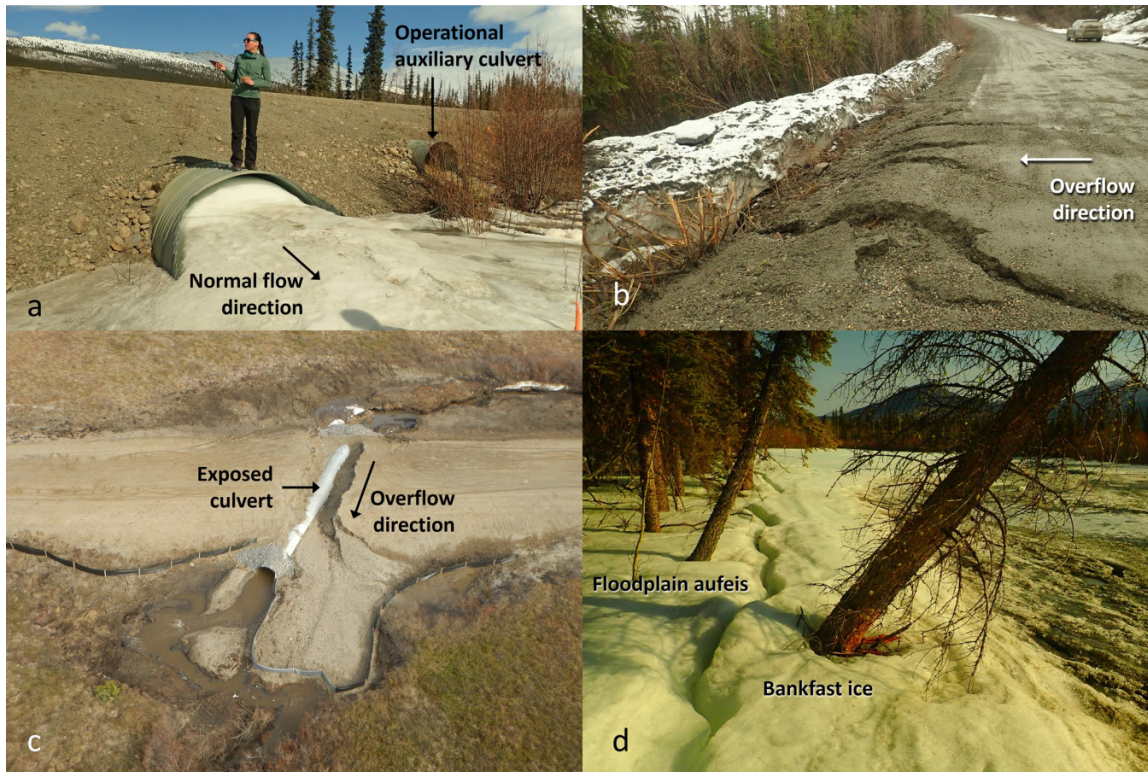 Operational
auxiliary culvert
Normal flow
direction
a
Overflow
direction
b
Exposed
culvert
Overflow
direction
c
Floodplain aufeis
Bankfast ice
d